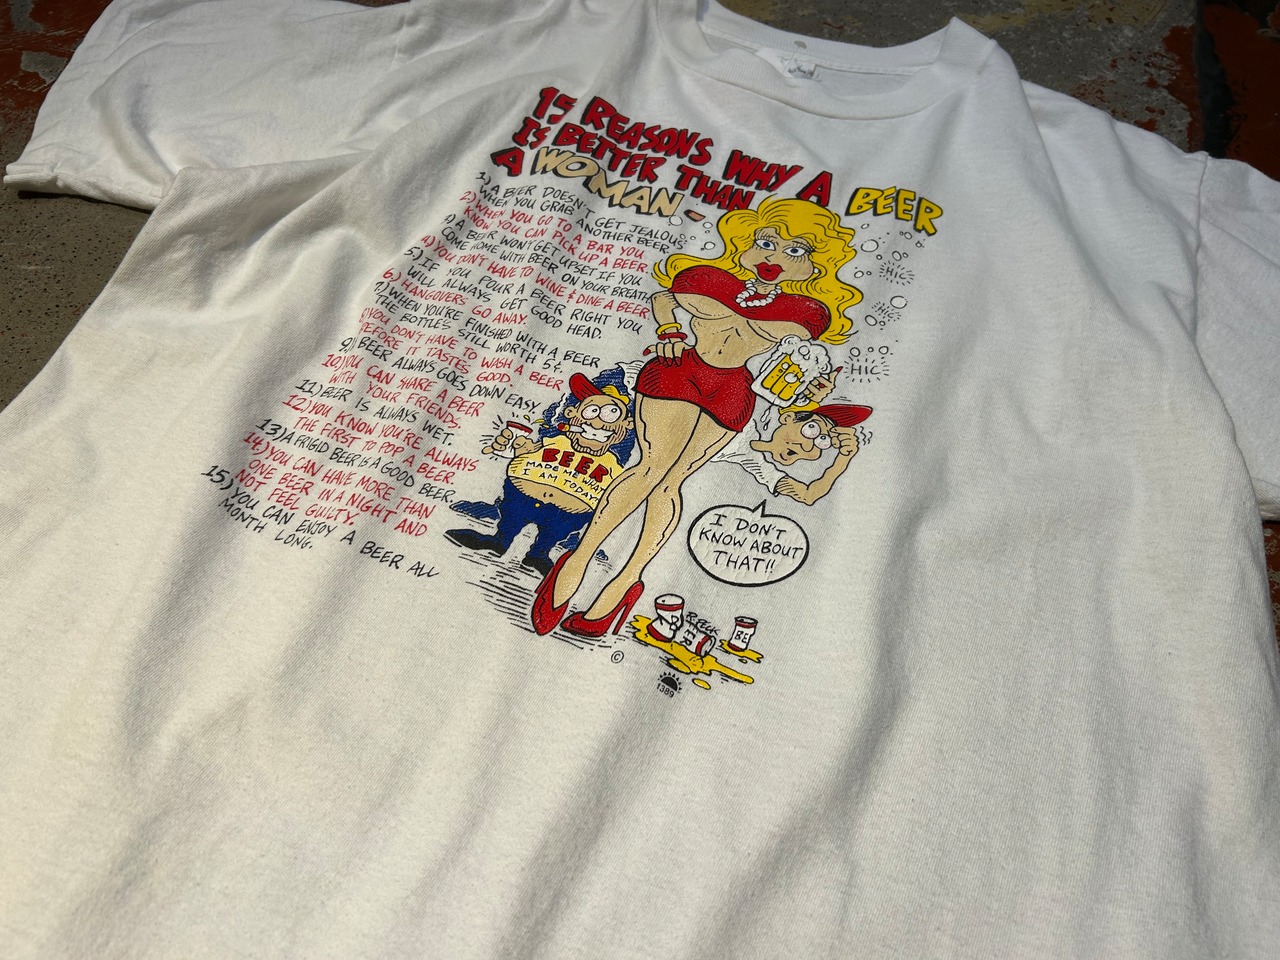 15 REASONS WHY A BEER
IS BETTER THAN
A WOMAN -
1) A BEER DOESN'T GET JEALOUS
WHEN YOU GRAB ANOTHER BEER.
2) WHEN YOU GO TO A BAR YOU
KNOW YOU CAN PICK UP A BEER.
3) A BEER WON'T GET UPSET IF YOU
COME HOME WITH BEER ON YOUR BREATH.
4) YOU DON'T HAVE TO WINE & DINE A BEER
5) IF YOU POUR A BEER RIGHT YOU
WILL ALWAYS GET GOOD HEAD.
6) HANGOVERS GO AWAY.
7) WHEN YOU'RE FINISHED WITH A BEER
THE BOTTLE'S STILL WORTH 5¢.
8) YOU DON'T HAVE TO WASH A BEER
BEFORE IT TASTES GOOD.
9) BEER ALWAYS GOES DOWN EASY.
10) YOU CAN SHARE A BEER
WITH YOUR FRIENDS.
11) BEER IS ALWAYS WET.
12) YOU KNOW YOU'RE ALWAYS
THE FIRST TO POP A BEER
13) A FRIGID BEER IS A GOOD BEER.
14) YOU CAN HAVE MORE THAN
ONE BEER IN A NIGHT AND
NOT FEEL GUILTY.
15) YOU CAN ENJOY A BEER ALL
MONTH LONG.
HIC
HIC
HIC
BEER
MADE ME WHAT
I AM TODAY!
I DON'T
KNOW ABOUT
THAT!!
BEER
BE
©
1389